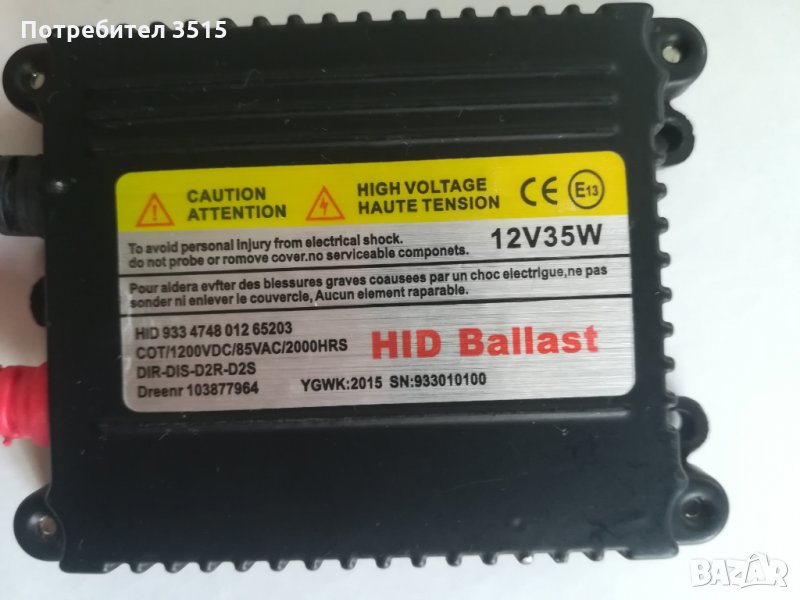 Потребител 3515
CAUTION
ATTENTION
HIGH VOLTAGE
HAUTE TENSION
CE E13
To avoid personal Injury from electrical shock.
do not probe or romove cover.no serviceable componets.
12V35W
Pour aidera evfter des blessures graves coausees par un choc electrigue,ne pas
sonder ni enlever le couvercle, Aucun element raparable.
HID 933 4748 012 65203
COT/1200VDC/85VAC/2000HRS
DIR-DIS-D2R-D2S
Dreenr 103877964
HID Ballast
YGWK:2015 SN:933010100
BAZAR